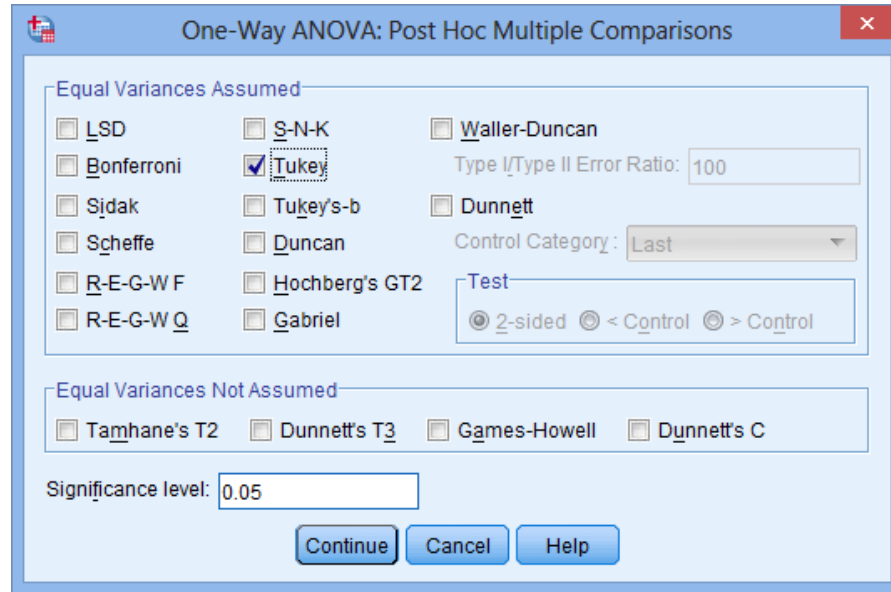 One-Way ANOVA: Post Hoc Multiple Comparisons
Equal Variances Assumed
LSD S-N-K Waller-Duncan
Bonferroni Tukey Type I/Type II Error Ratio: 100
Sidak Tukey's-b Dunnett
Scheffe Duncan Control Category : Last
R-E-G-W F Hochberg's GT2 Test
R-E-G-W Q Gabriel 2-sided < Control > Control
Equal Variances Not Assumed
Tamhane's T2 Dunnett's T3 Games-Howell Dunnett's C
Significance level: 0.05
Continue Cancel Help